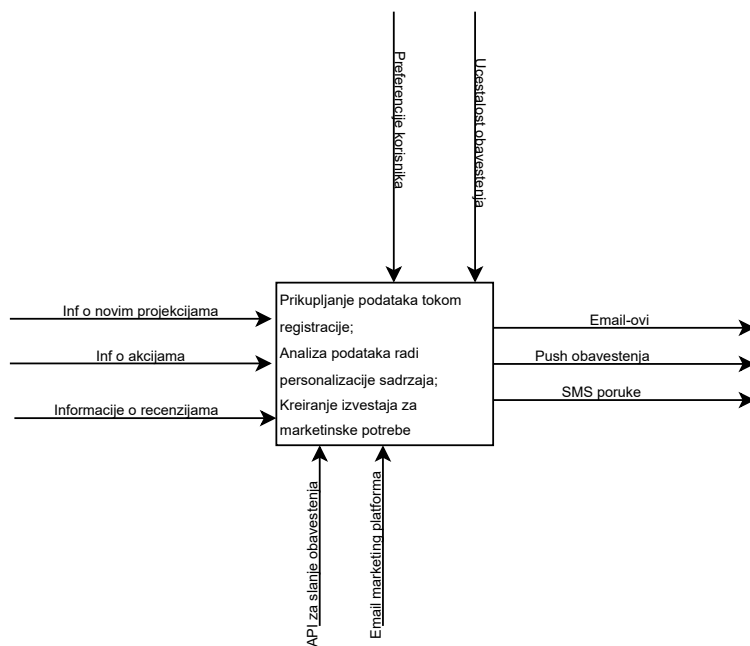 Preferencije korisnika
Ucestalost obavestenja
Inf o novim projekcijama
Inf o akcijama
Informacije o recenzijama
Prikupljanje podataka tokom
registracije;
Analiza podataka radi
personalizacije sadrzaja;
Kreiranje izvestaja za
marketinske potrebe
Email-ovi
Push obavestenja
SMS poruke
API za slanje obavestenja
Email marketing platforma